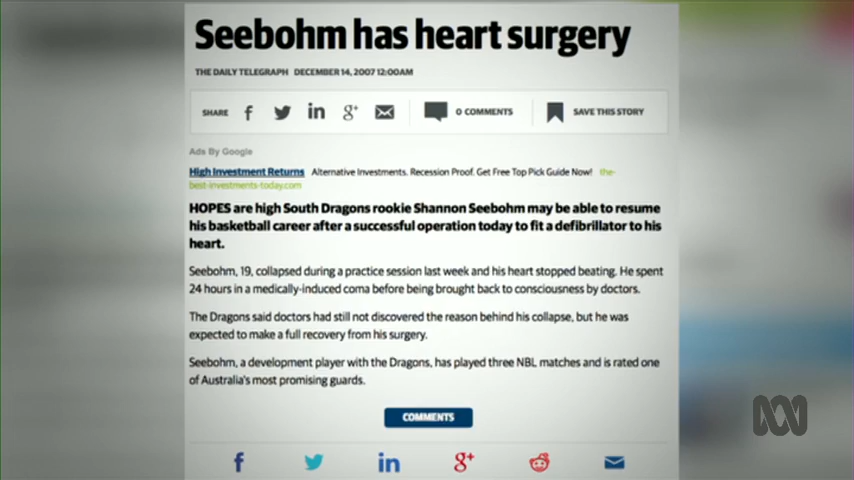 Seebohm has heart surgery
THE DAILY TELEGRAPH DECEMBER 14, 2007 12:00AM
SHARE f in g+ 0 COMMENTS SAVE THIS STORY
Ads By Google
High Investment Returns Alternative Investments. Recession Proof. Get Free Top Pick Guide Now! the-
best-investments-today.com
HOPES are high South Dragons rookie Shannon Seebohm may be able to resume
his basketball career after a successful operation today to fit a defibrillator to his
heart.
Seebohm, 19, collapsed during a practice session last week and his heart stopped beating. He spent
24 hours in a medically-induced coma before being brought back to consciousness by doctors.
The Dragons said doctors had still not discovered the reason behind his collapse, but he was
expected to make a full recovery from his surgery.
Seebohm, a development player with the Dragons, has played three NBL matches and is rated one
of Australia's most promising guards.
COMMENTS
f in g+